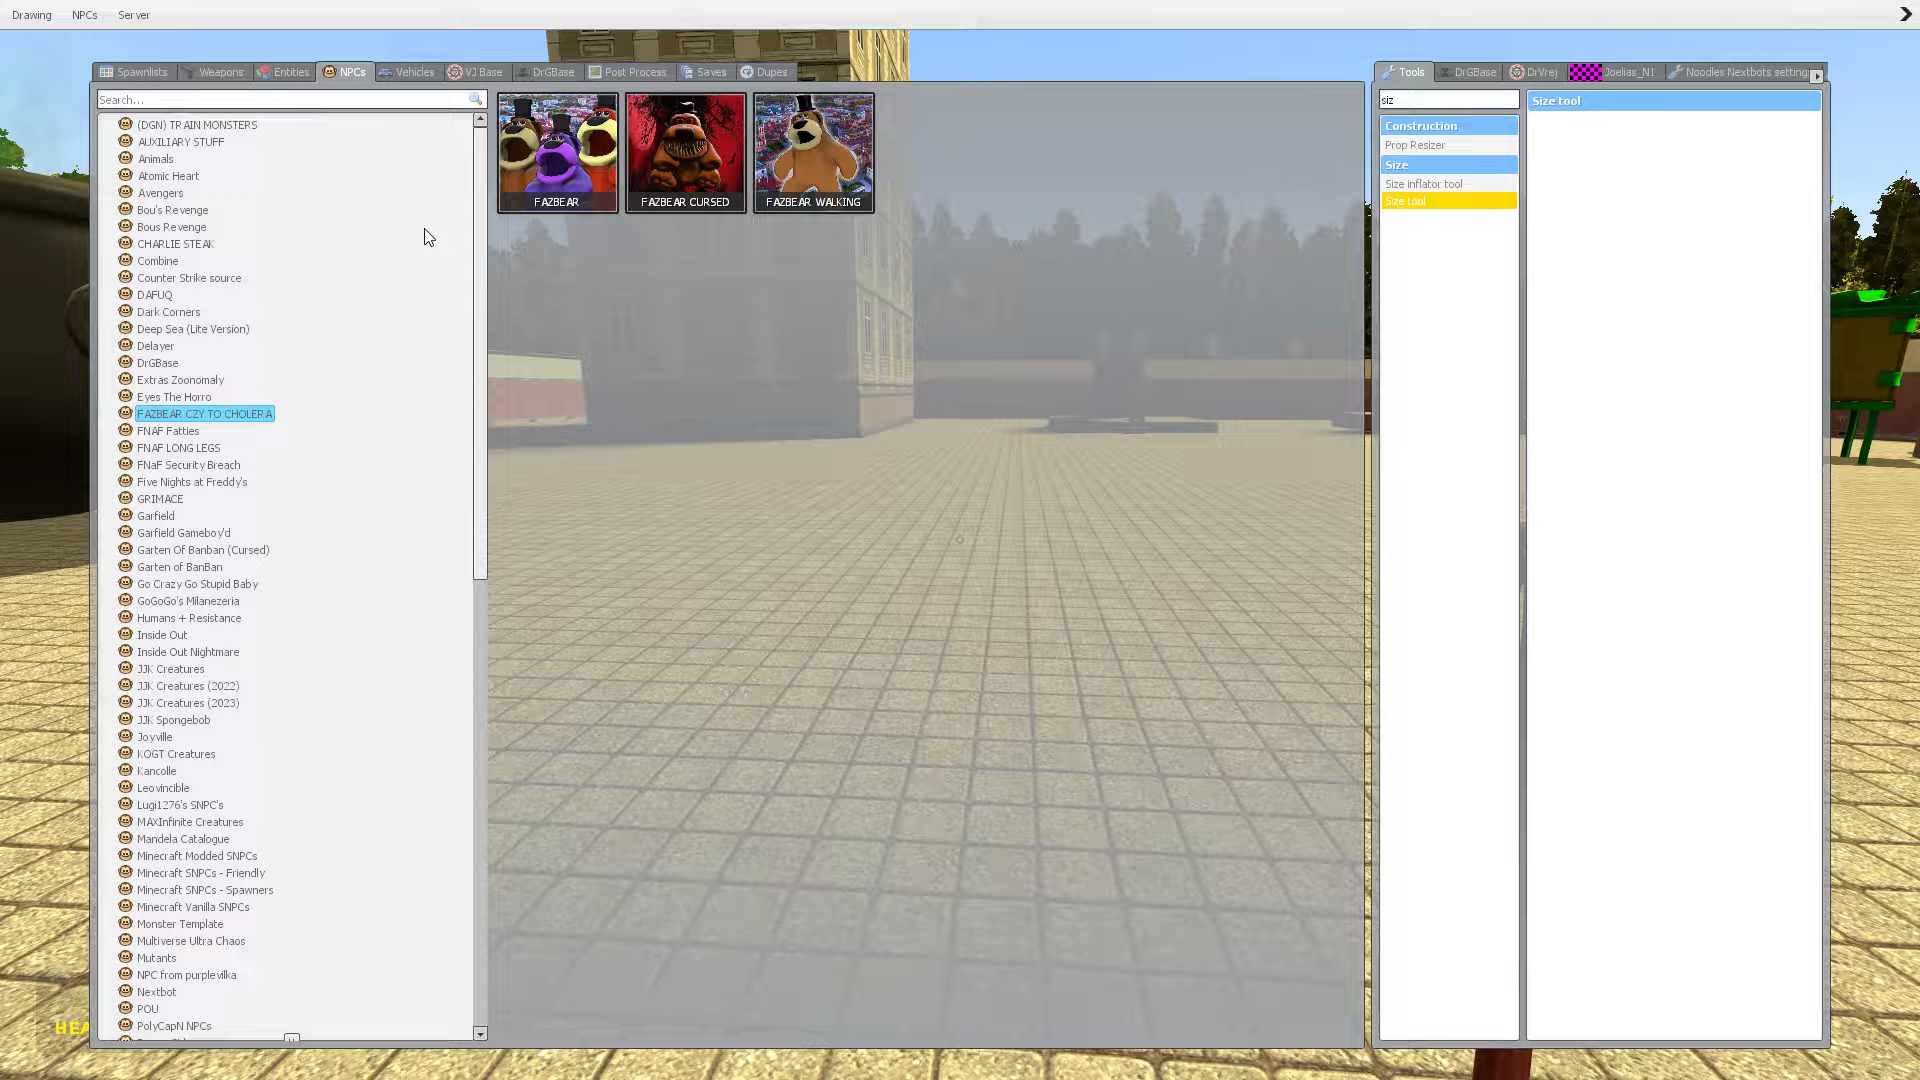 Drawing NPCs Server
Spawnlists Weapons Entities NPCs Vehicles VJ Base DrGBase Post Process Saves Dupes
Search...
(DGN) TRAIN MONSTERS
AUXILIARY STUFF
Animals
Atomic Heart
Avengers
Bou's Revenge
Bous Revenge
CHARLIE STEAK
Combine
Counter Strike source
DAFUQ
Dark Corners
Deep Sea (Lite Version)
Delayer
DrGBase
Extras Zoonomaly
Eyes The Horro
FAZBEAR CZY TO CHOLERA
FNAF Fatties
FNAF LONG LEGS
FNaF Security Breach
Five Nights at Freddy's
GRIMACE
Garfield
Garfield Gameboy'd
Garten Of Banban (Cursed)
Garten of BanBan
Go Crazy Go Stupid Baby
GoGoGo's Milanezeria
Humans + Resistance
Inside Out
Inside Out Nightmare
JJK Creatures
JJK Creatures (2022)
JJK Creatures (2023)
JJK Spongebob
Joyville
KOGT Creatures
Kancolle
Leovincible
Lugi1276's SNPC's
MAXInfinite Creatures
Mandela Catalogue
Minecraft Modded SNPCs
Minecraft SNPCs - Friendly
Minecraft SNPCs - Spawners
Minecraft Vanilla SNPCs
Monster Template
Multiverse Ultra Chaos
Mutants
NPC from purplevilka
Nextbot
POU
PolyCapN NPCs
FAZBEAR
FAZBEAR CURSED
FAZBEAR WALKING
Tools DrGBase DrVrej Joelias_N1 Noodles Nextbots setting
siz
Construction
Prop Resizer
Size
Size inflator tool
Size tool
Size tool
HEA